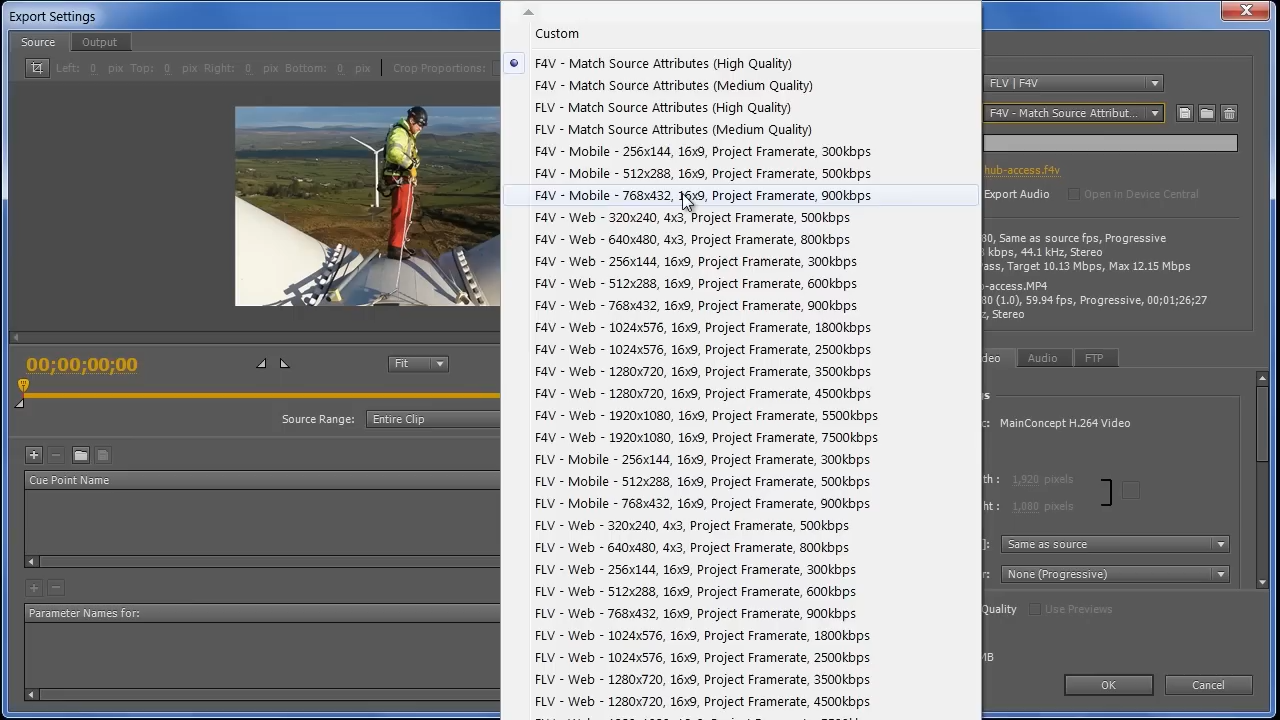 Export Settings
Source
Output
Left: 0 px Top: 0 px Right: 0 px Bottom: 0 px Crop Proportions:
00;00;00;00
Fit
Source Range: Entire Clip
Cue Point Name
Parameter Names for:
Custom
F4V - Match Source Attributes (High Quality)
F4V - Match Source Attributes (Medium Quality)
FLV - Match Source Attributes (High Quality)
FLV - Match Source Attributes (Medium Quality)
F4V - Mobile - 256x144, 16x9, Project Framerate, 300kbps
F4V - Mobile - 512x288, 16x9, Project Framerate, 500kbps
F4V - Mobile - 768x432, 16x9, Project Framerate, 900kbps
F4V - Web - 320x240, 4x3, Project Framerate, 500kbps
F4V - Web - 640x480, 4x3, Project Framerate, 800kbps
F4V - Web - 256x144, 16x9, Project Framerate, 300kbps
F4V - Web - 512x288, 16x9, Project Framerate, 600kbps
F4V - Web - 768x432, 16x9, Project Framerate, 900kbps
F4V - Web - 1024x576, 16x9, Project Framerate, 1800kbps
F4V - Web - 1024x576, 16x9, Project Framerate, 2500kbps
F4V - Web - 1280x720, 16x9, Project Framerate, 3500kbps
F4V - Web - 1280x720, 16x9, Project Framerate, 4500kbps
F4V - Web - 1920x1080, 16x9, Project Framerate, 5500kbps
F4V - Web - 1920x1080, 16x9, Project Framerate, 7500kbps
FLV - Mobile - 256x144, 16x9, Project Framerate, 300kbps
FLV - Mobile - 512x288, 16x9, Project Framerate, 500kbps
FLV - Mobile - 768x432, 16x9, Project Framerate, 900kbps
FLV - Web - 320x240, 4x3, Project Framerate, 500kbps
FLV - Web - 640x480, 4x3, Project Framerate, 800kbps
FLV - Web - 256x144, 16x9, Project Framerate, 300kbps
FLV - Web - 512x288, 16x9, Project Framerate, 600kbps
FLV - Web - 768x432, 16x9, Project Framerate, 900kbps
FLV - Web - 1024x576, 16x9, Project Framerate, 1800kbps
FLV - Web - 1024x576, 16x9, Project Framerate, 2500kbps
FLV - Web - 1280x720, 16x9, Project Framerate, 3500kbps
FLV - Web - 1280x720, 16x9, Project Framerate, 4500kbps
FLV | F4V
F4V - Match Source Attribut...
hub-access.f4v
Export Audio
Open in Device Central
80, Same as source fps, Progressive
kbps, 44.1 kHz, Stereo
ass, Target 10.13 Mbps, Max 12.15 Mbps
b-access.MP4
80 (1.0), 59.94 fps, Progressive, 00;01;26;27
z, Stereo
deo
Audio
FTP
s
c: MainConcept H.264 Video
th : 1,920 pixels
ht : 1,080 pixels
]: Same as source
r: None (Progressive)
Quality
Use Previews
MB
OK
Cancel